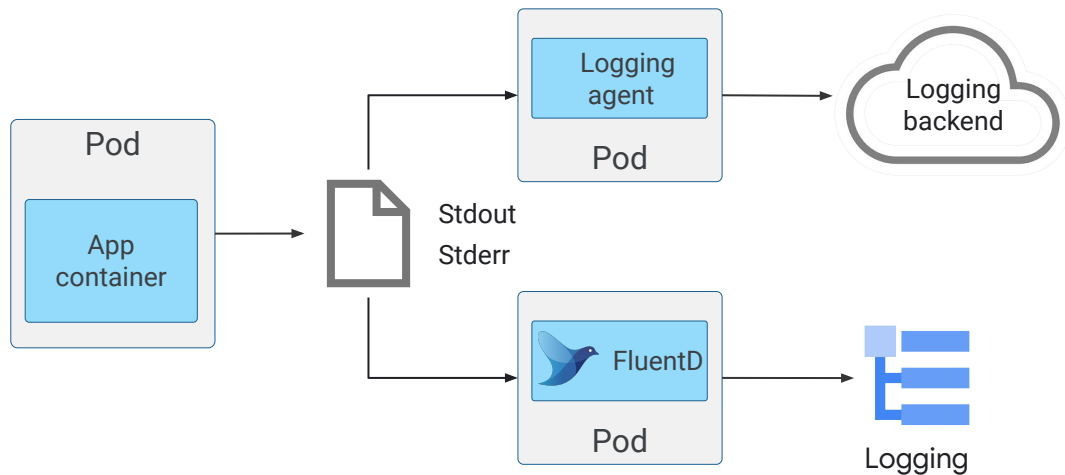 Pod
App
container
Stdout
Stderr
Logging
agent
Pod
Logging
backend
FluentD
Pod
Logging